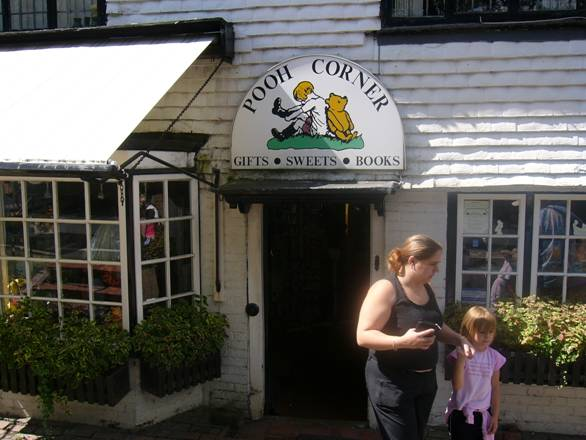 POOH CORNER
GIFTS • SWEETS • BOOKS